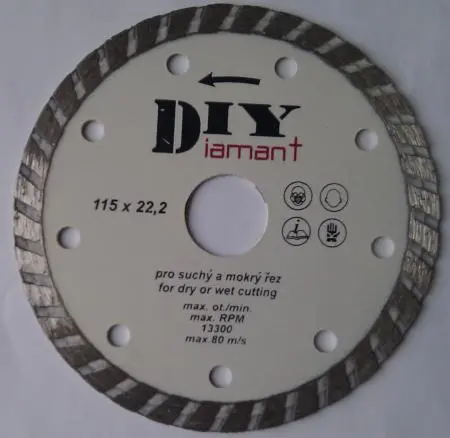 DIY
Diamant
115 x 22,2
pro suchý a mokrý řez
for dry or wet cutting
max. ot./min.
max. RPM
13300
max.80 m/s